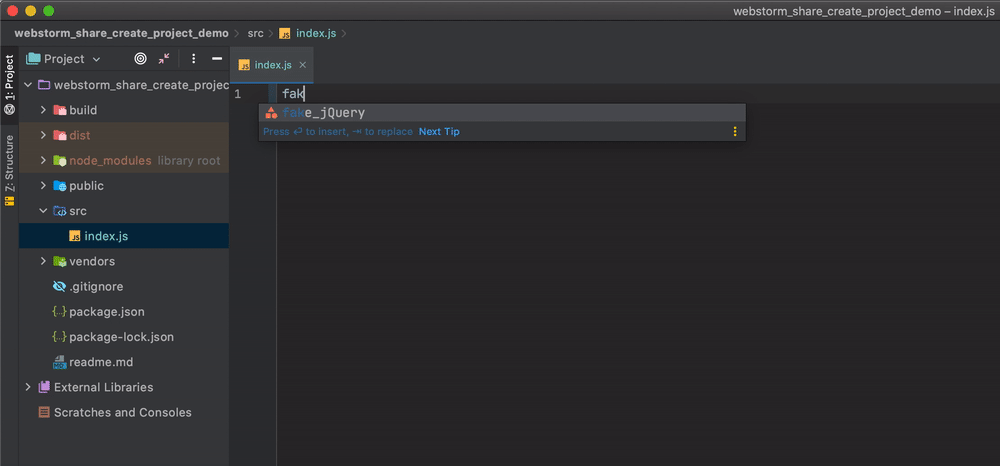 webstorm_share_create_project_demo – index.js
webstorm_share_create_project_demo > src > index.js >
1: Project
Project
index.js ×
webstorm_share_create_projec
build
dist
node_modules library root
public
src
index.js
vendors
.gitignore
package.json
package-lock.json
readme.md
External Libraries
Scratches and Consoles
Z: Structure
1 fak
fake_jQuery
Press ⏎ to insert, ⇥ to replace Next Tip